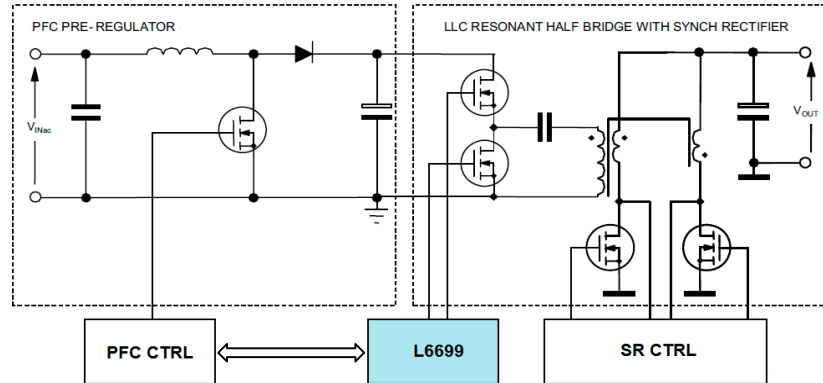 PFC PRE-REGULATOR
LLC RESONANT HALF BRIDGE WITH SYNCH RECTIFIER
VINac
VOUT
PFC CTRL
L6699
SR CTRL